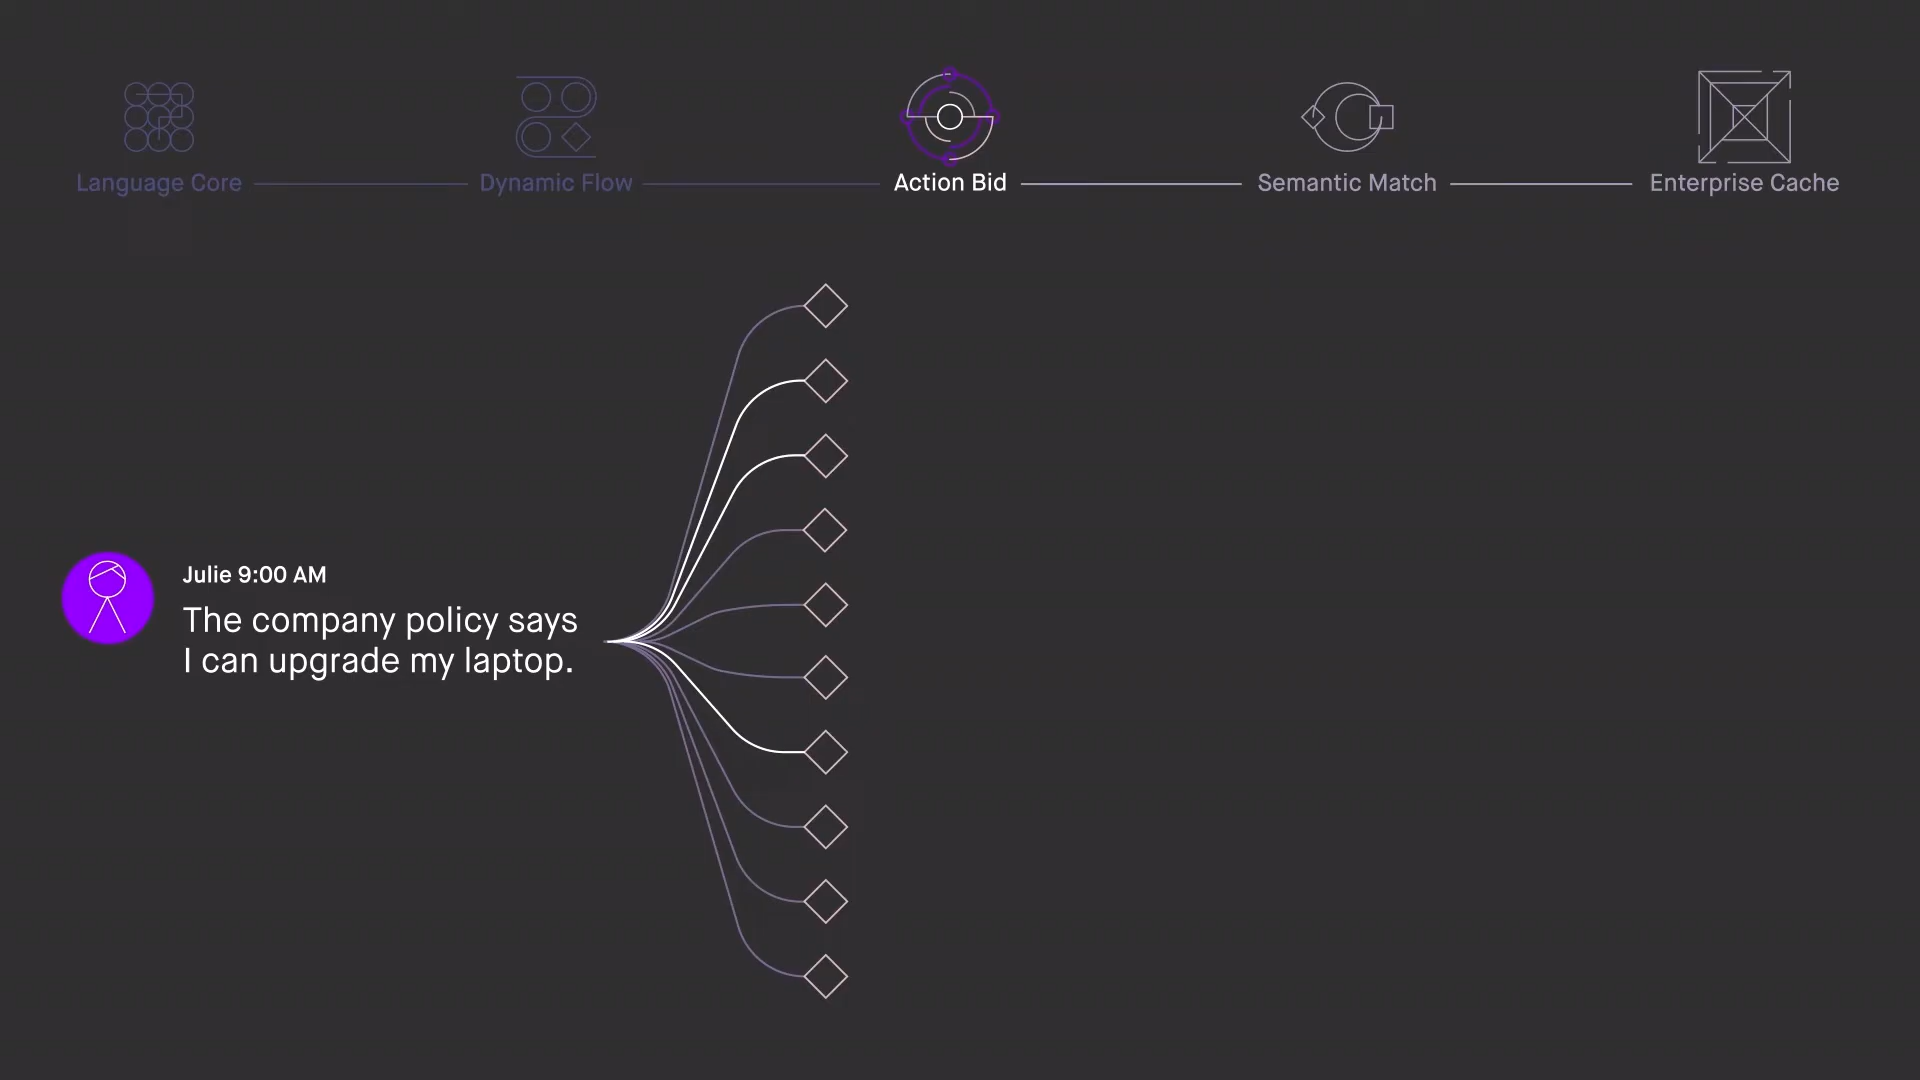 Language Core
Dynamic Flow
Action Bid
Semantic Match
Enterprise Cache
Julie 9:00 AM
The company policy says
I can upgrade my laptop.